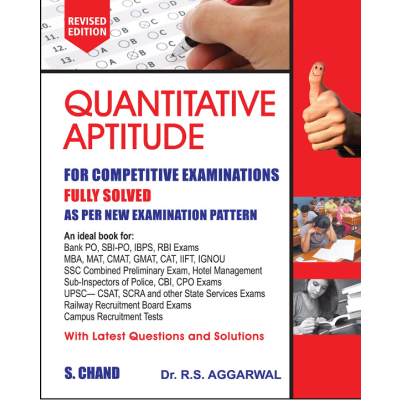 REVISED
EDITION
QUANTITATIVE
APTITUDE
FOR COMPETITIVE EXAMINATIONS
FULLY SOLVED
AS PER NEW EXAMINATION PATTERN
An ideal book for:
Bank PO, SBI-PO, IBPS, RBI Exams
MBA, MAT, CMAT, GMAT, CAT, IIFT, IGNOU
SSC Combined Preliminary Exam, Hotel Management
Sub-Inspectors of Police, CBI, CPO Exams
UPSC— CSAT, SCRA and other State Services Exams
Railway Recruitment Board Exams
Campus Recruitment Tests
With Latest Questions and Solutions
S. CHAND Dr. R.S. AGGARWAL